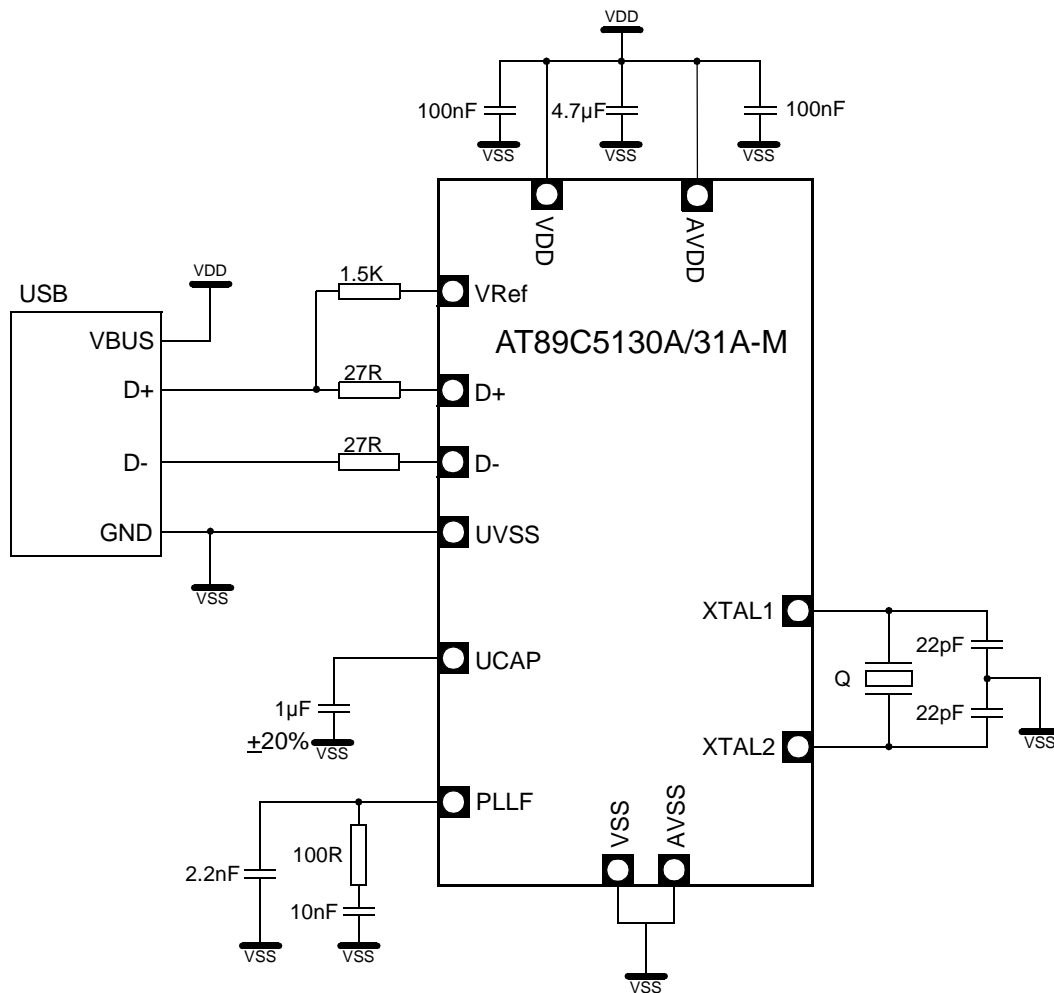 VDD
100nF
4.7µF
100nF
VSS
VSS
VSS
VDD
AVDD
VDD
1.5K
VRef
USB
AT89C5130A/31A-M
VBUS
27R
D+
D+
27R
D-
D-
GND
UVSS
VSS
XTAL1
22pF
UCAP
Q
1µF
22pF
±20%
VSS
XTAL2
VSS
PLLF
VSS
AVSS
100R
2.2nF
10nF
VSS
VSS
VSS